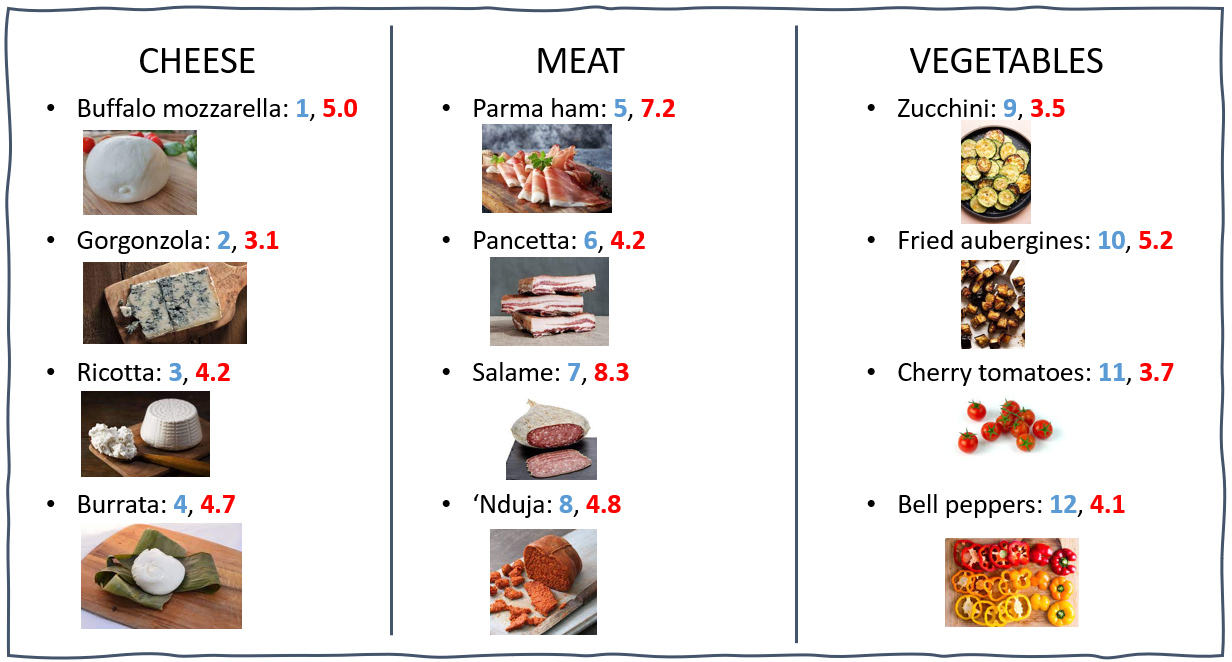 CHEESE
• Buffalo mozzarella: 1, 5.0
• Gorgonzola: 2, 3.1
• Ricotta: 3, 4.2
• Burrata: 4, 4.7
MEAT
• Parma ham: 5, 7.2
• Pancetta: 6, 4.2
• Salame: 7, 8.3
• ‘Nduja: 8, 4.8
VEGETABLES
• Zucchini: 9, 3.5
• Fried aubergines: 10, 5.2
• Cherry tomatoes: 11, 3.7
• Bell peppers: 12, 4.1